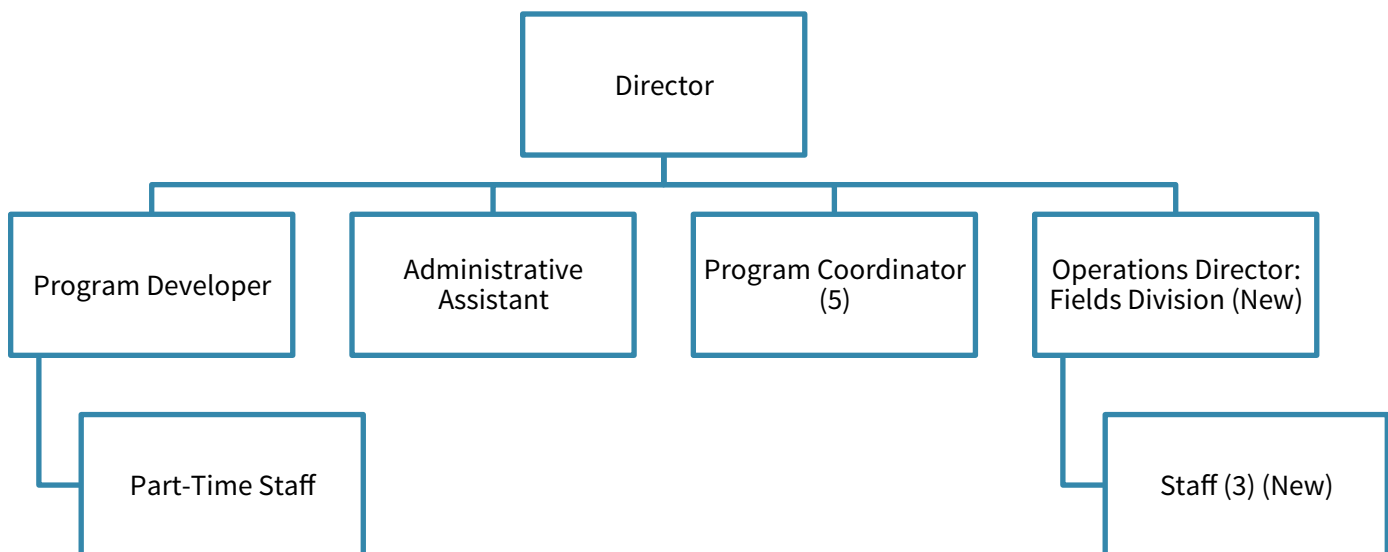 Director
Program Developer
Administrative
Assistant
Program Coordinator
(5)
Operations Director:
Fields Division (New)
Part-Time Staff
Staff (3) (New)